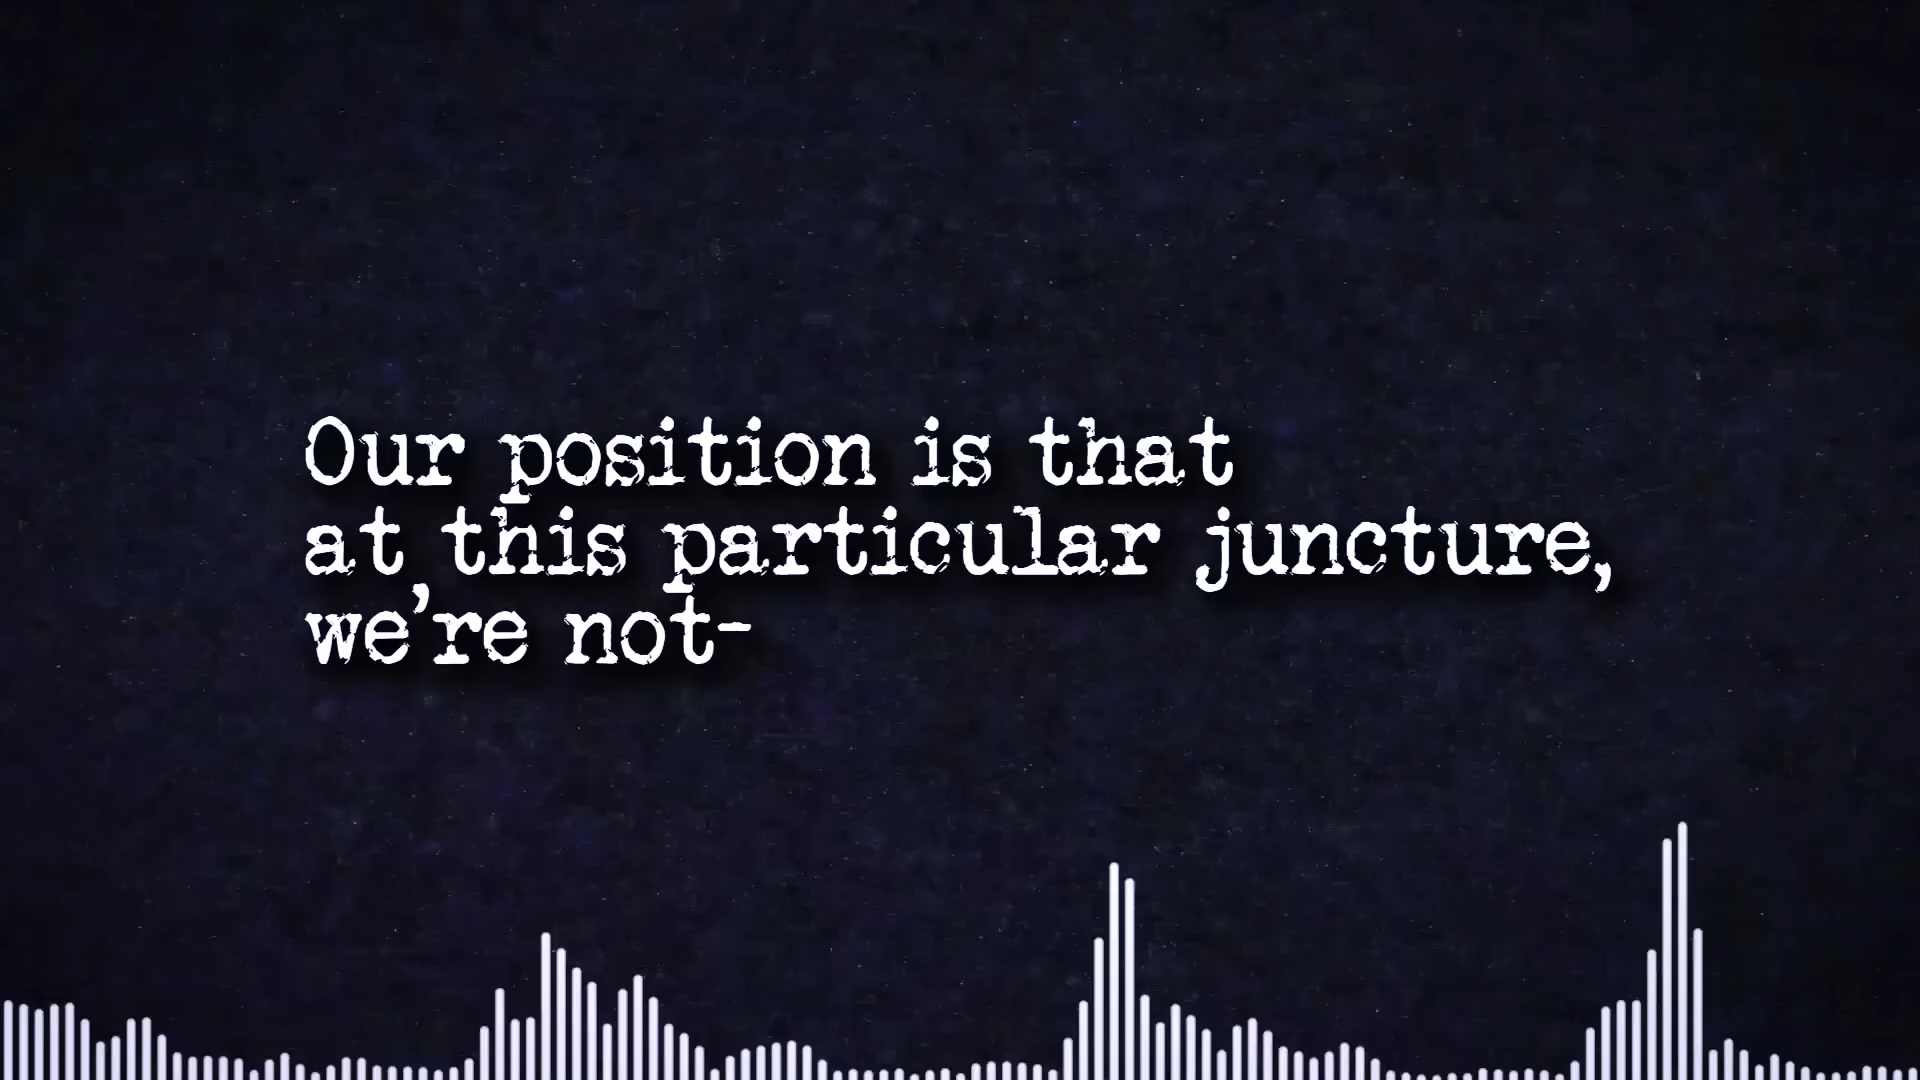 Our position is that
at this particular juncture,
we're not-